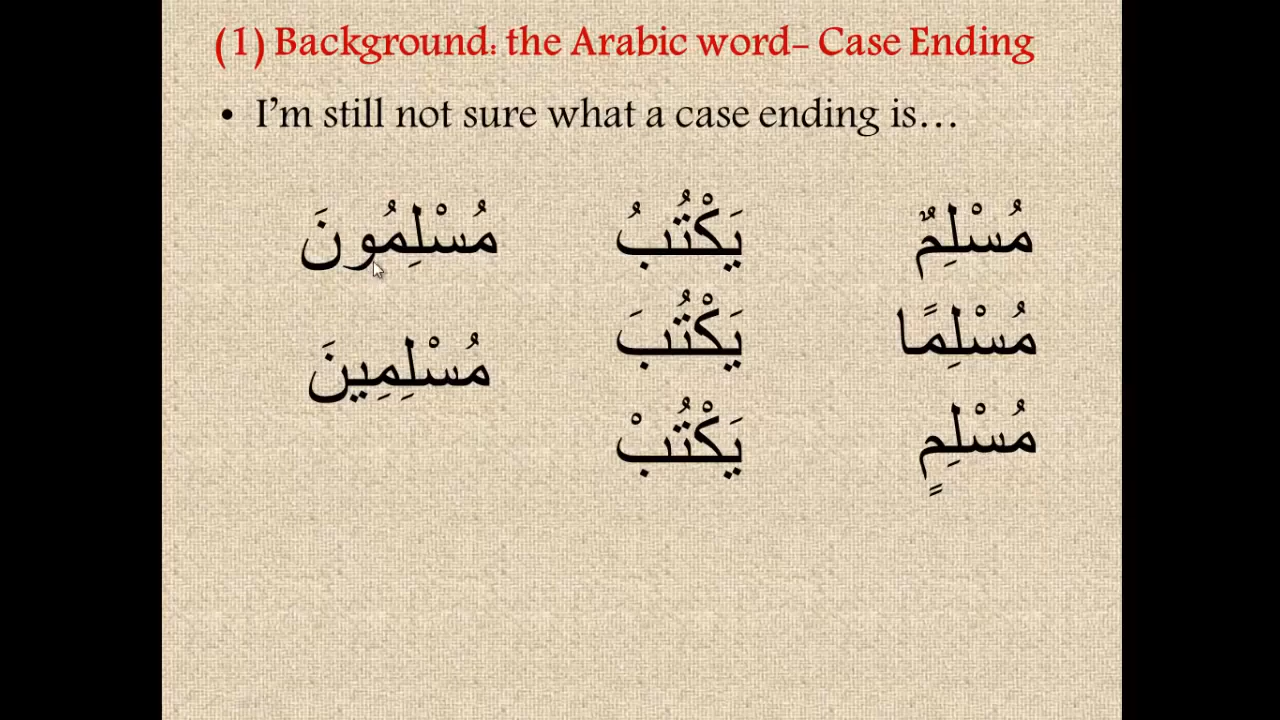 (1) Background: the Arabic word- Case Ending
• I'm still not sure what a case ending is...
مُسْلِمٌ يَكْتُبُ مُسْلِمُونَ
مُسْلِمًا يَكْتُبَ مُسْلِمِينَ
مُسْلِمٍ يَكْتُبْ